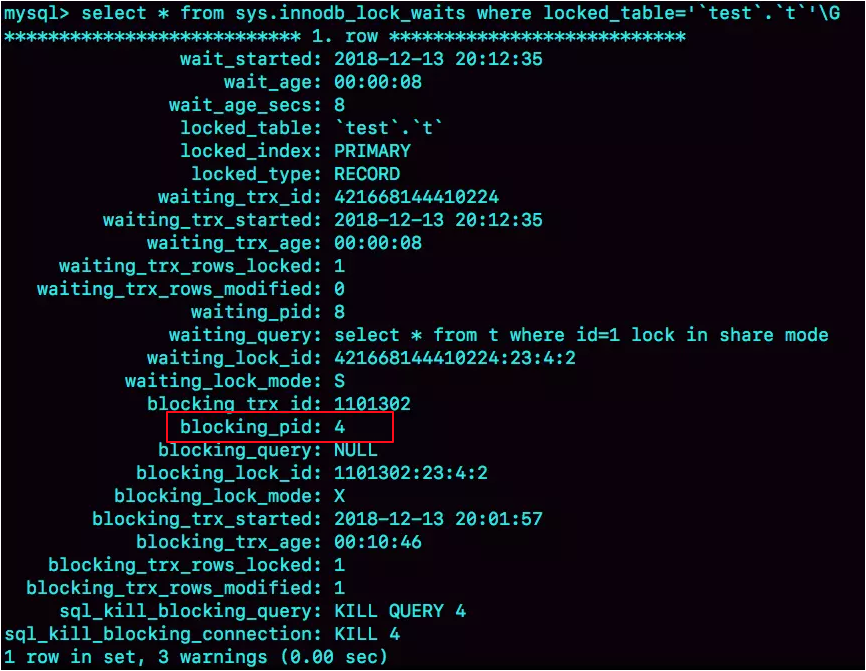 mysql> select * from sys.innodb_lock_waits where locked_table='`test`.`t`'\G
*************************** 1. row ***************************
wait_started: 2018-12-13 20:12:35
wait_age: 00:00:08
wait_age_secs: 8
locked_table: `test`.`t`
locked_index: PRIMARY
locked_type: RECORD
waiting_trx_id: 421668144410224
waiting_trx_started: 2018-12-13 20:12:35
waiting_trx_age: 00:00:08
waiting_trx_rows_locked: 1
waiting_trx_rows_modified: 0
waiting_pid: 8
waiting_query: select * from t where id=1 lock in share mode
waiting_lock_id: 421668144410224:23:4:2
waiting_lock_mode: S
blocking_trx_id: 1101302
blocking_pid: 4
blocking_query: NULL
blocking_lock_id: 1101302:23:4:2
blocking_lock_mode: X
blocking_trx_started: 2018-12-13 20:01:57
blocking_trx_age: 00:10:46
blocking_trx_rows_locked: 1
blocking_trx_rows_modified: 1
sql_kill_blocking_query: KILL QUERY 4
sql_kill_blocking_connection: KILL 4
1 row in set, 3 warnings (0.00 sec)